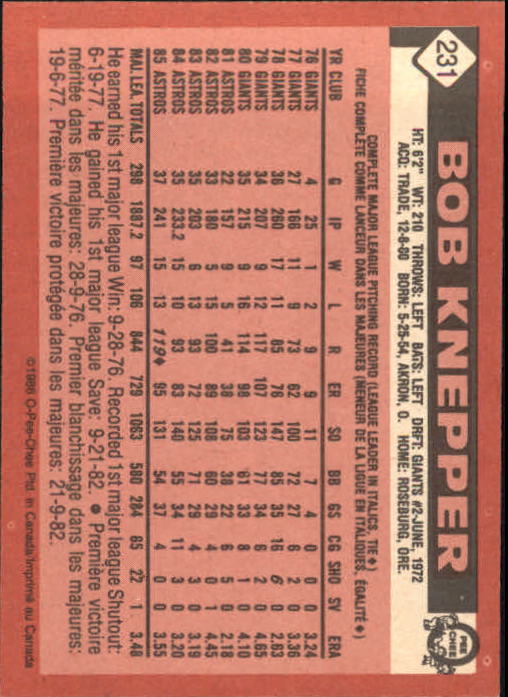 231
BOB KNEPPER
O
PEE
CHEE
HT: 6'2" WT: 210 THROWS: LEFT BATS: LEFT DRFT: GIANTS #2-JUNE, 1972
ACQ: TRADE, 12-8-80 BORN: 5-25-54, AKRON, O. HOME: ROSEBURG, ORE.
COMPLETE MAJOR LEAGUE PITCHING RECORD (LEAGUE LEADER IN ITALICS, TIE ♦)
FICHE COMPLÈTE COMME LANCEUR DANS LES MAJEURES (MENEUR DE LA LIGUE EN ITALIQUES, ÉGALITÉ ♦)
YR CLUB G IP W L R ER SO BB GS CG SHO SV ERA
76 GIANTS 4 25 1 2 9 9 11 7 4 0 0 0 3.24
77 GIANTS 27 166 11 9 73 62 100 72 27 6 2 0 3.36
78 GIANTS 36 260 17 11 85 76 147 85 35 16 6 0 2.63
79 GIANTS 34 207 9 12 117 107 123 77 34 6 2 0 4.65
80 GIANTS 35 215 9 16 114 98 103 61 33 8 1 0 4.10
81 ASTROS 22 157 9 5 41 38 75 38 22 6 5 0 2.18
82 ASTROS 33 180 5 15 100 89 108 60 29 4 0 1 4.45
83 ASTROS 35 203 6 13 93 72 125 71 29 4 3 0 3.19
84 ASTROS 35 233.2 15 10 93 83 140 55 34 11 3 0 3.20
85 ASTROS 37 241 15 13 119♦ 95 131 54 37 4 0 0 3.55
MAJ. LEA. TOTALS 298 1887.2 97 106 844 729 1063 580 284 65 22 1 3.48
He earned his 1st major league Win: 9-28-76. Recorded 1st major league Shutout:
6-19-77. He gained his 1st major league Save: 9-21-82. ● Première victoire
méritée dans les majeures: 28-9-76. Premier blanchissage dans les majeures:
19-6-77. Première victoire protégée dans les majeures: 21-9-82.
©1986 O-Pee-Chee Ptd. in Canada/Imprimé au Canada